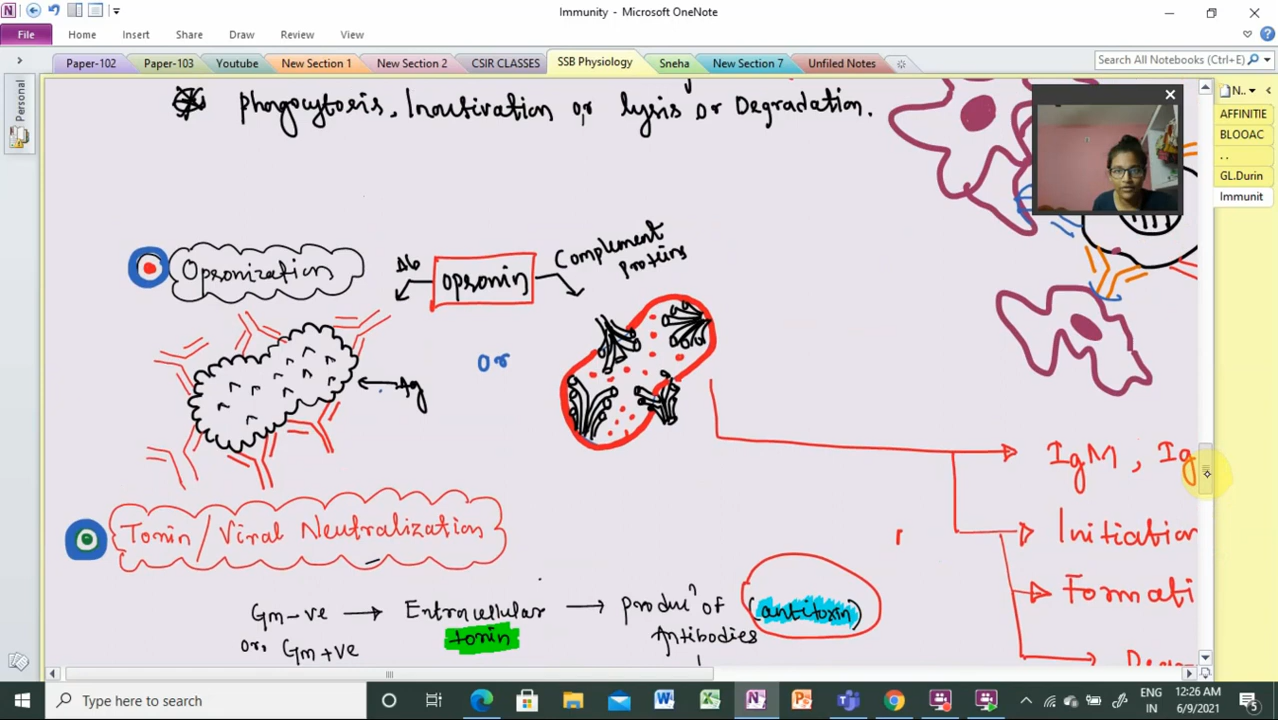 Immunity - Microsoft OneNote
File Home Insert Share Draw Review View
Paper-102 Paper-103 Youtube New Section 1 New Section 2 CSIR CLASSES SSB Physiology Sneha New Section 7 Unfiled Notes
Search All Notebooks (Ctrl+E)
Personal
N..
AFFINITIE
BLOOAC
. .
GL.Durin
Immunit
phagocytosis, Inactivation or lysis or Degradation.
Opsonization
Ab
opsonin
Complement
proteins
or
Ag
IgM, Ig
Toxin/Viral Neutralization
Initiation
Gm-ve → Extracellular → produⁿ of (antitoxin)
Formati
or, Gm+ve
toxin
Antibodies
Type here to search
ENG
IN
12:26 AM
6/9/2021
5